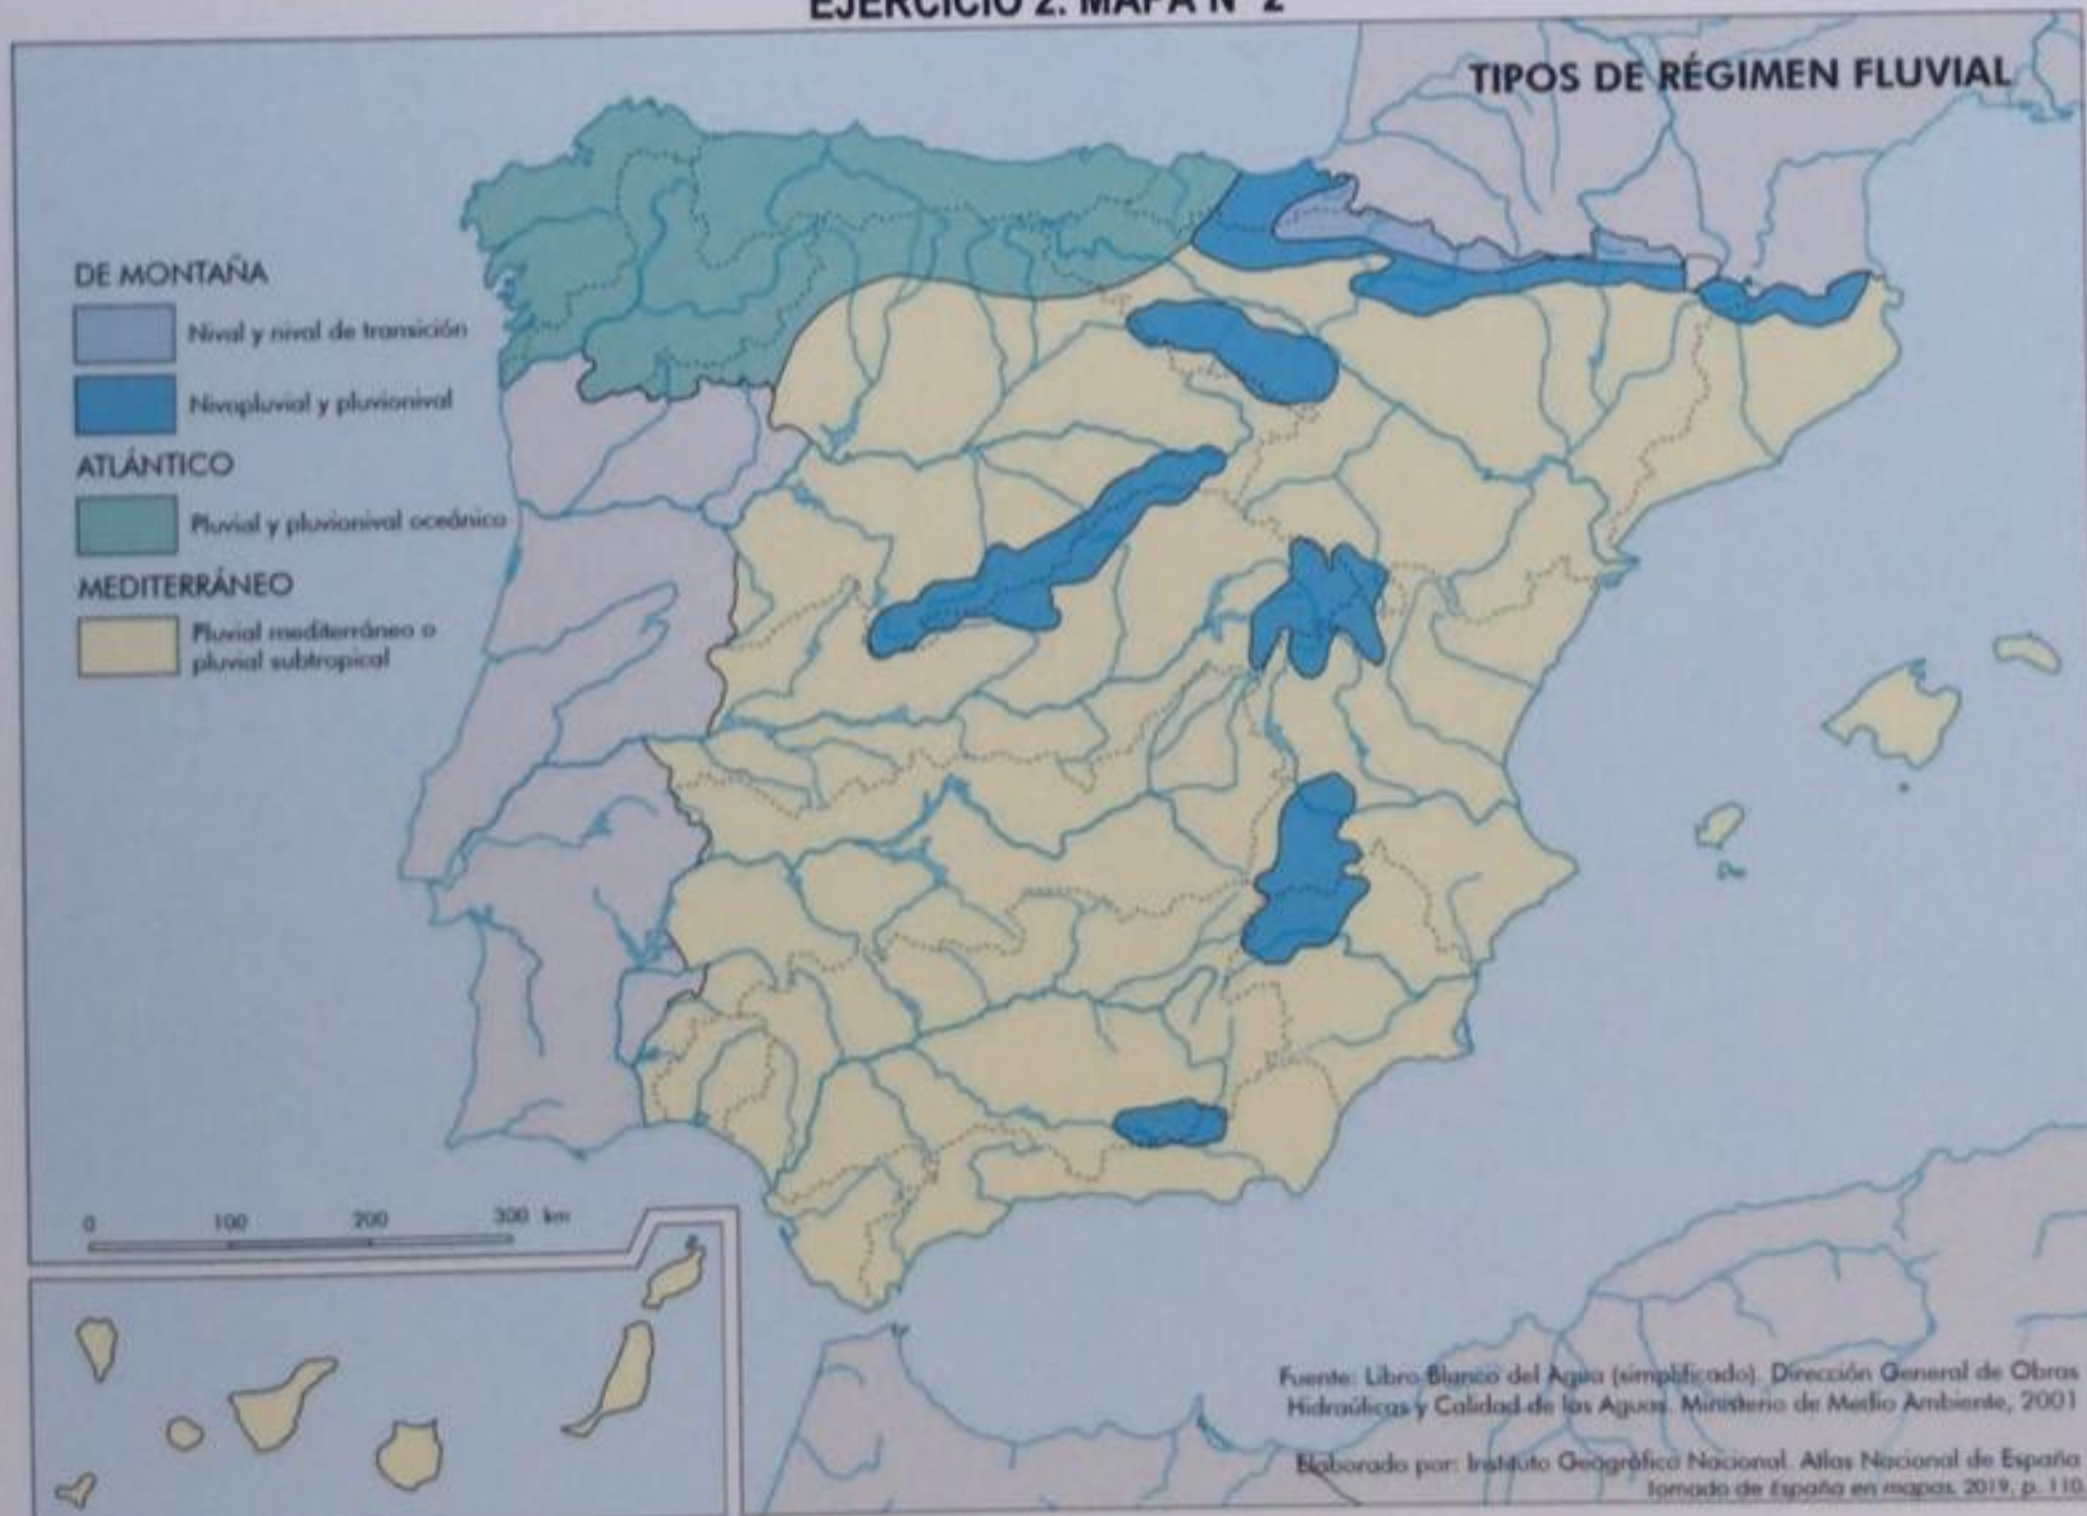 EJERCICIO 2. MAPA Nº 2
TIPOS DE RÉGIMEN FLUVIAL
DE MONTAÑA
Nival y nival de transición
Nivopluvial y pluvionival
ATLÁNTICO
Pluvial y pluvionival oceánico
MEDITERRÁNEO
Pluvial mediterráneo o
pluvial subtropical
0 100 200 300 km
Fuente: Libro Blanco del Agua (simplificado). Dirección General de Obras
Hidraúlicas y Calidad de las Aguas. Ministerio de Medio Ambiente, 2001
Elaborado por: Instituto Geográfico Nacional. Atlas Nacional de España
Tomado de España en mapas, 2019, p. 110